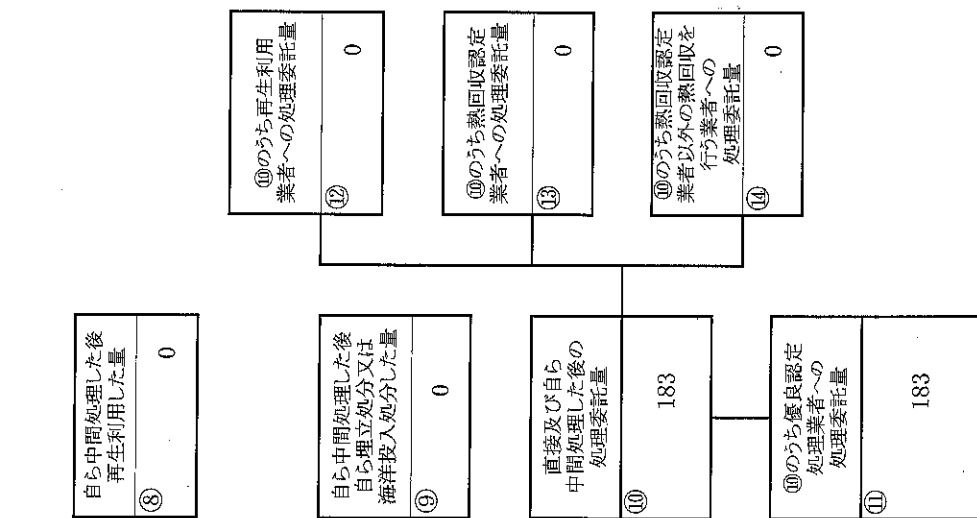 自ら中間処理した後
再生利用した量
⑧ 0
自ら中間処理した後
自ら埋立処分又は
海洋投入処分した量
⑨ 0
直接及び自ら
中間処理した後の
処理委託量
⑩ 183
⑩のうち優良認定
処理業者への
処理委託量
⑪ 183
⑩のうち再生利用
業者への処理委託量
⑫ 0
⑩のうち熱回収認定
業者への処理委託量
⑬ 0
⑩のうち熱回収認定
業者以外の熱回収を
行う業者への
処理委託量
⑭ 0